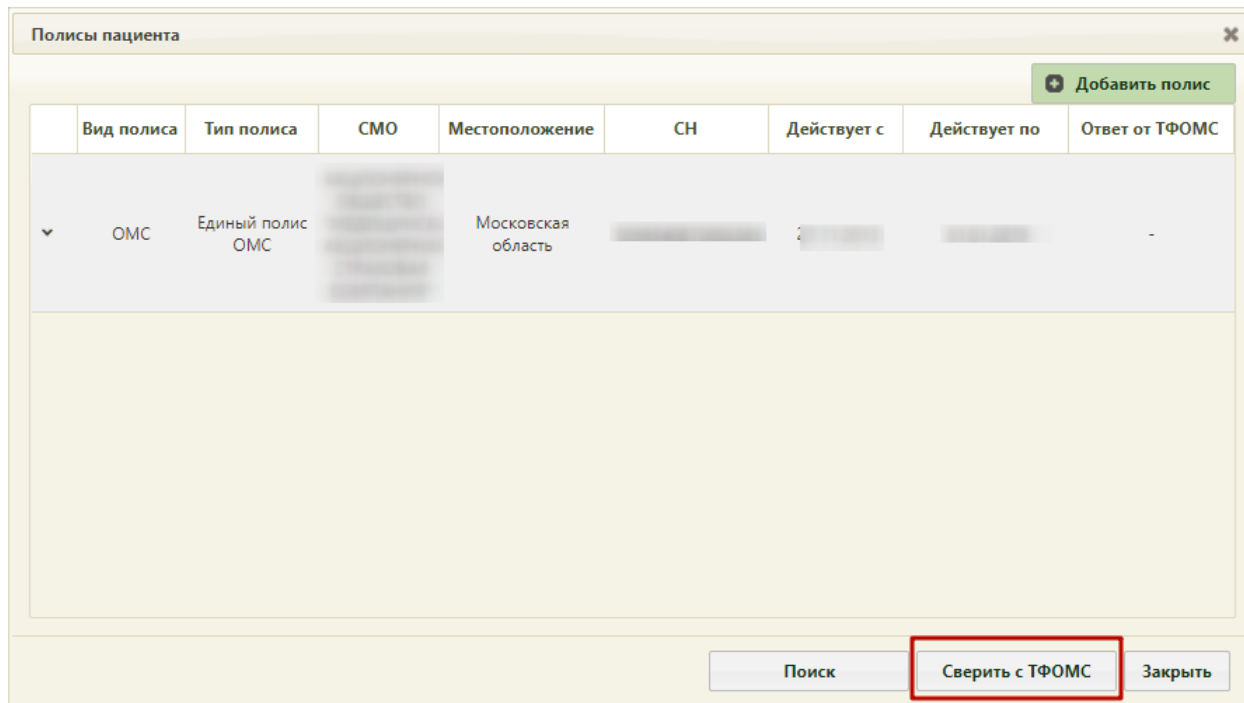 Полисы пациента
Добавить полис
Вид полиса Тип полиса СМО Местоположение СН Действует с Действует по Ответ от ТФОМС
ОМС Единый полис ОМС Московская область -
Поиск Сверить с ТФОМС Закрыть